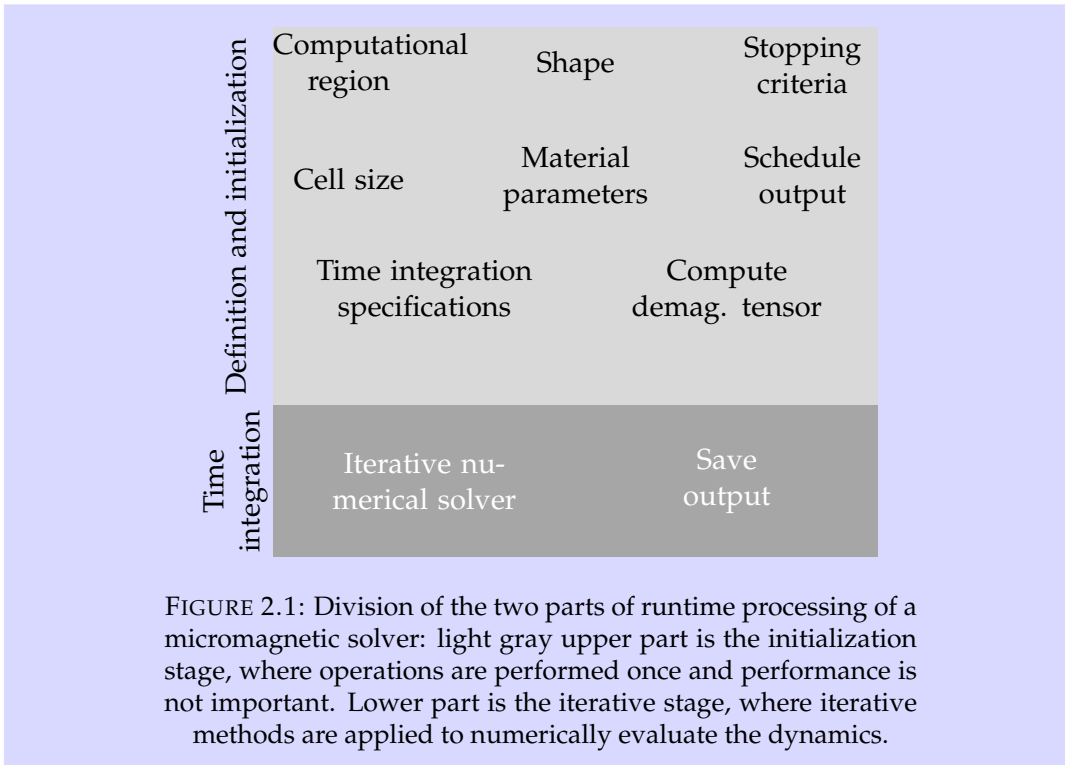 Definition and initialization
Computational
region
Shape
Stopping
criteria
Cell size
Material
parameters
Schedule
output
Time integration
specifications
Compute
demag. tensor
Time
integration
Iterative nu-
merical solver
Save
output
FIGURE 2.1: Division of the two parts of runtime processing of a
micromagnetic solver: light gray upper part is the initialization
stage, where operations are performed once and performance is
not important. Lower part is the iterative stage, where iterative
methods are applied to numerically evaluate the dynamics.